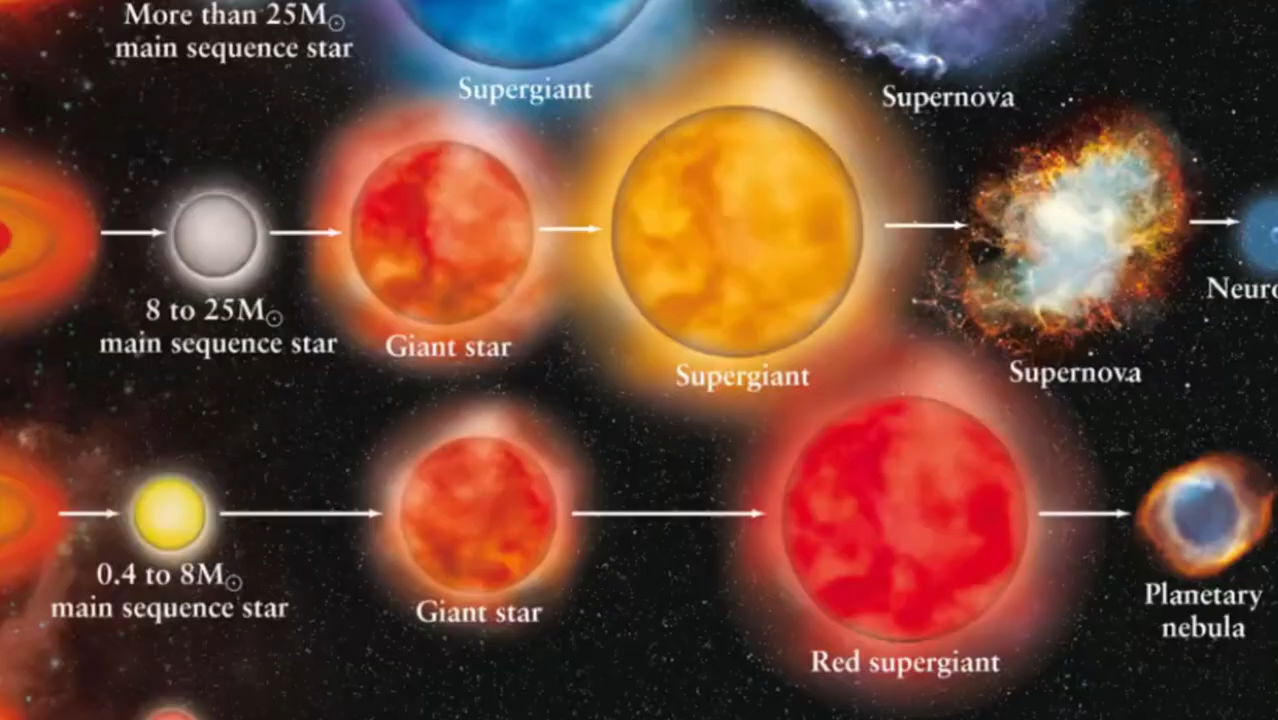 More than 25M☉
main sequence star
Supergiant
Supernova
8 to 25M☉
main sequence star
Giant star
Supergiant
Supernova
0.4 to 8M☉
main sequence star
Giant star
Red supergiant
Planetary
nebula